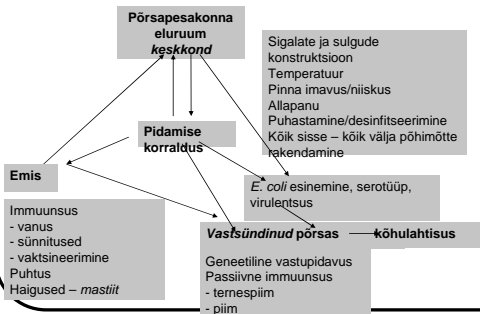 Põrsapesakonna
eluruum
keskkond
Sigalate ja sulgude
konstruktsioon
Temperatuur
Pinna imavus/niiskus
Allapanu
Puhastamine/desinfitseerimine
Kõik sisse – kõik välja põhimõtte
rakendamine
Pidamise
korraldus
Emis
Immuunsus
- vanus
- sünnitused
- vaktsineerimine
Puhtus
Haigused – mastiit
E. coli esinemine, serotüüp,
virulentsus
Vastsündinud põrsas
kõhulahtisus
Geneetiline vastupidavus
Passiivne immuunsus
- ternespiim
- piim